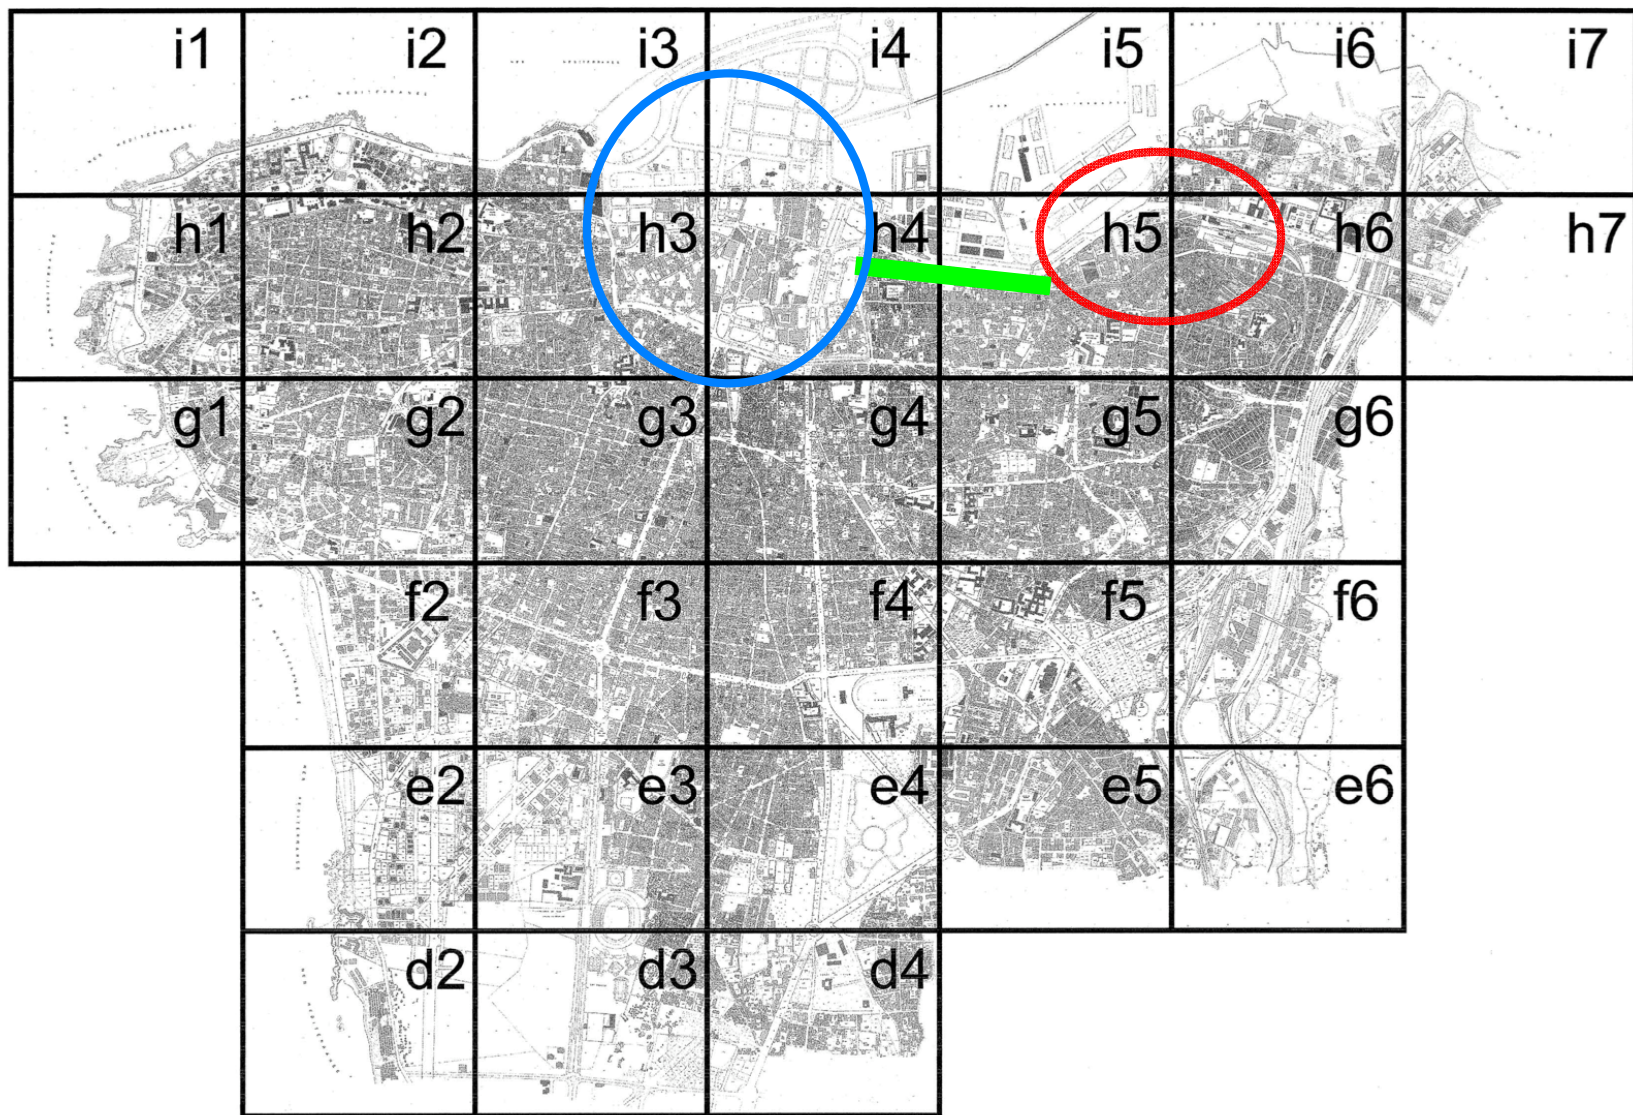 i1 i2 i3 i4 i5 i6 i7
h1 h2 h3 h4 h5 h6 h7
g1 g2 g3 g4 g5 g6
f2 f3 f4 f5 f6
e2 e3 e4 e5 e6
d2 d3 d4